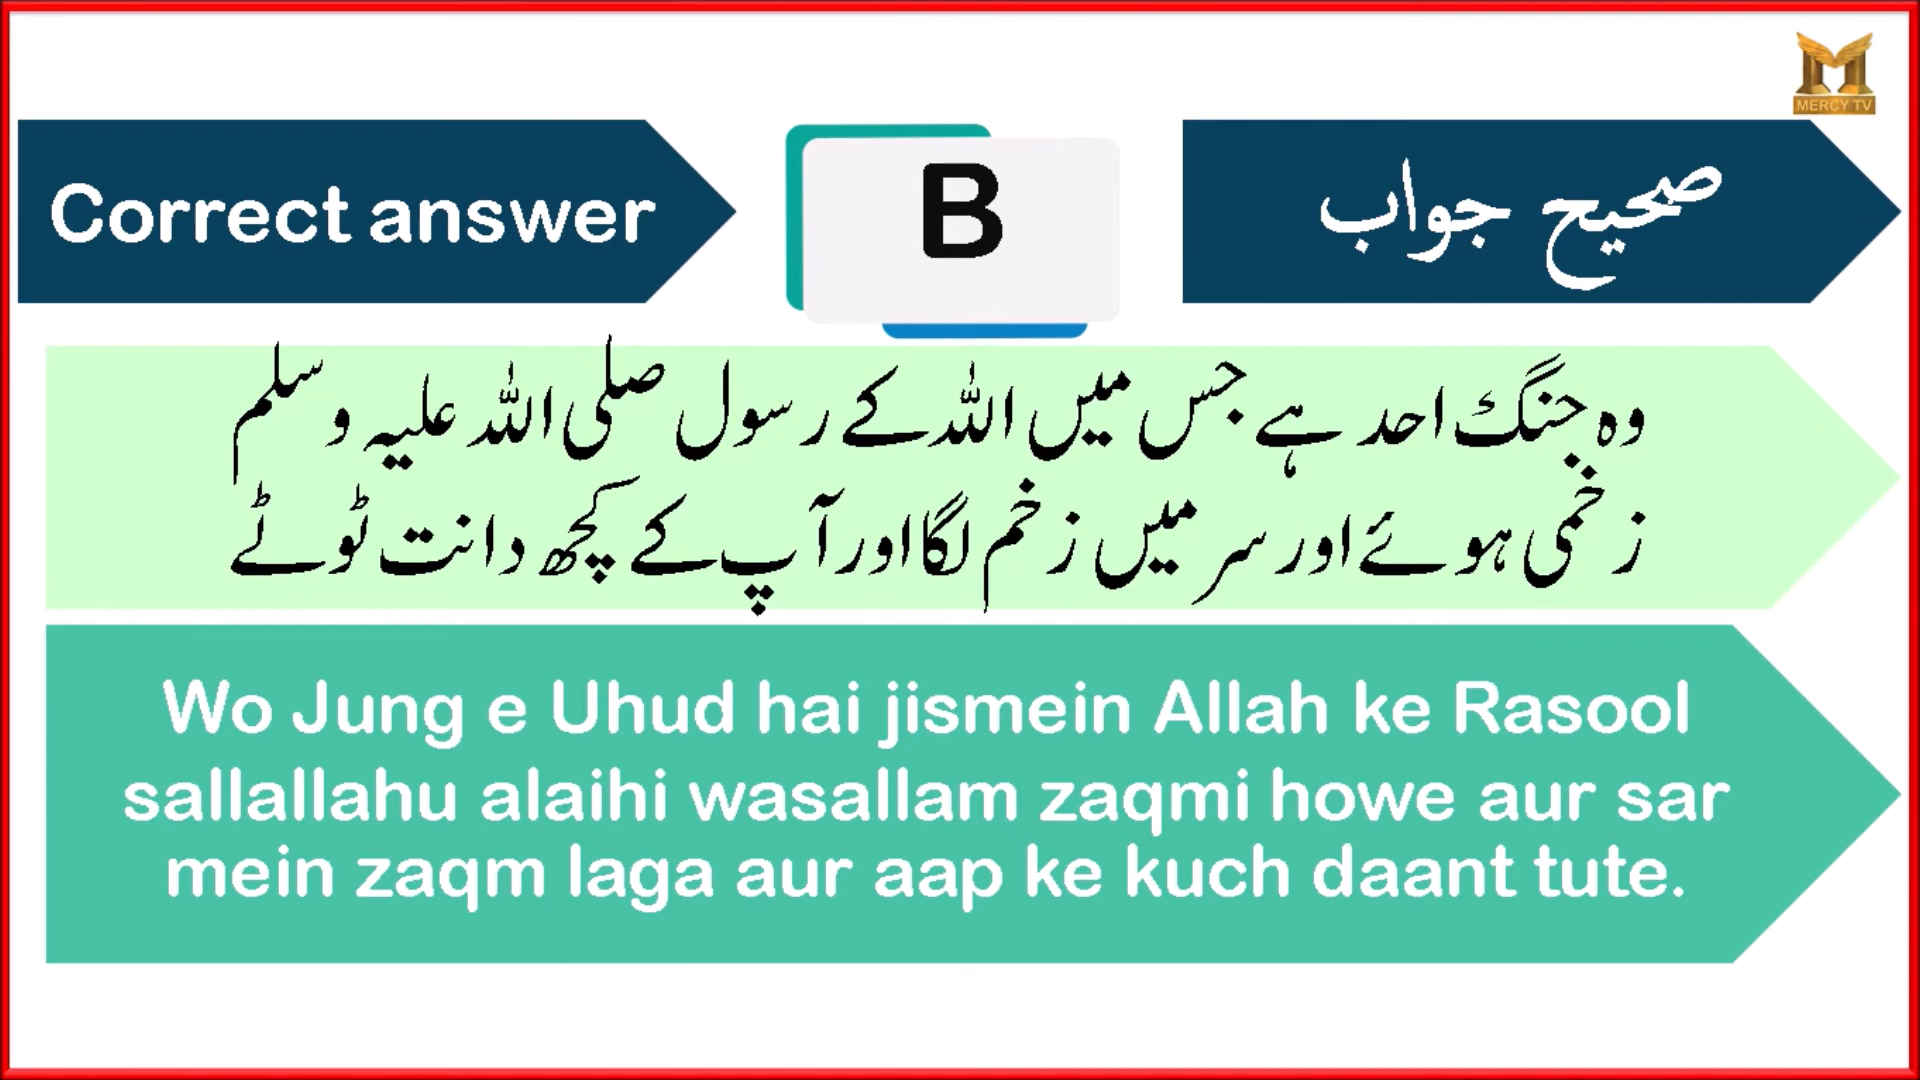 MERCY TV
Correct answer
B
صحیح جواب
وہ جنگ احد ہے جس میں اللہ کے رسول صلی اللہ علیہ وسلم
زخمی ہوئے اور سر میں زخم لگا اور آپ کے کچھ دانت ٹوٹے
Wo Jung e Uhud hai jismein Allah ke Rasool
sallallahu alaihi wasallam zaqmi howe aur sar
mein zaqm laga aur aap ke kuch daant tute.